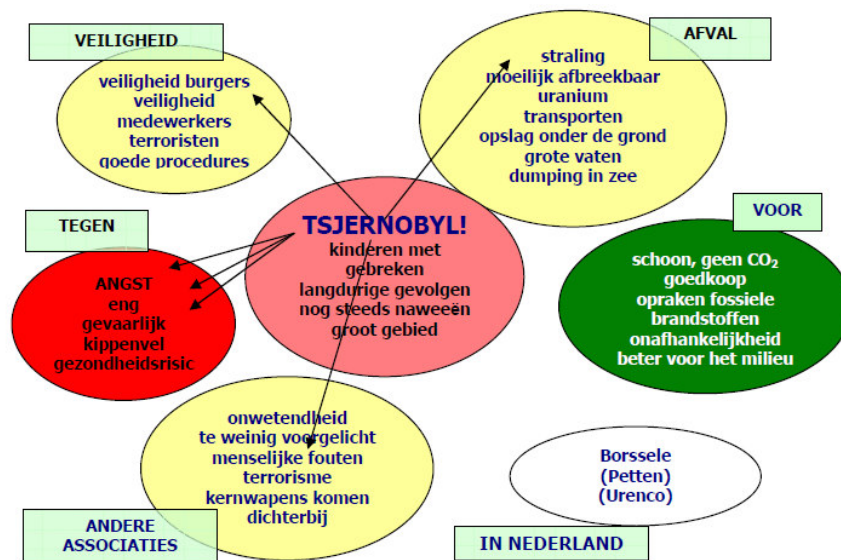 VEILIGHEID
veiligheid burgers
veiligheid
medewerkers
terroristen
goede procedures
AFVAL
straling
moeilijk afbreekbaar
uranium
transporten
opslag onder de grond
grote vaten
dumping in zee
TEGEN
ANGST
eng
gevaarlijk
kippenvel
gezondheidsrisic
TSJERNOBYL!
kinderen met
gebreken
langdurige gevolgen
nog steeds naweeën
groot gebied
VOOR
schoon, geen CO₂
goedkoop
opraken fossiele
brandstoffen
onafhankelijkheid
beter voor het milieu
onwetendheid
te weinig voorgelicht
menselijke fouten
terrorisme
kernwapens komen
dichterbij
ANDERE
ASSOCIATIES
Borssele
(Petten)
(Urenco)
IN NEDERLAND